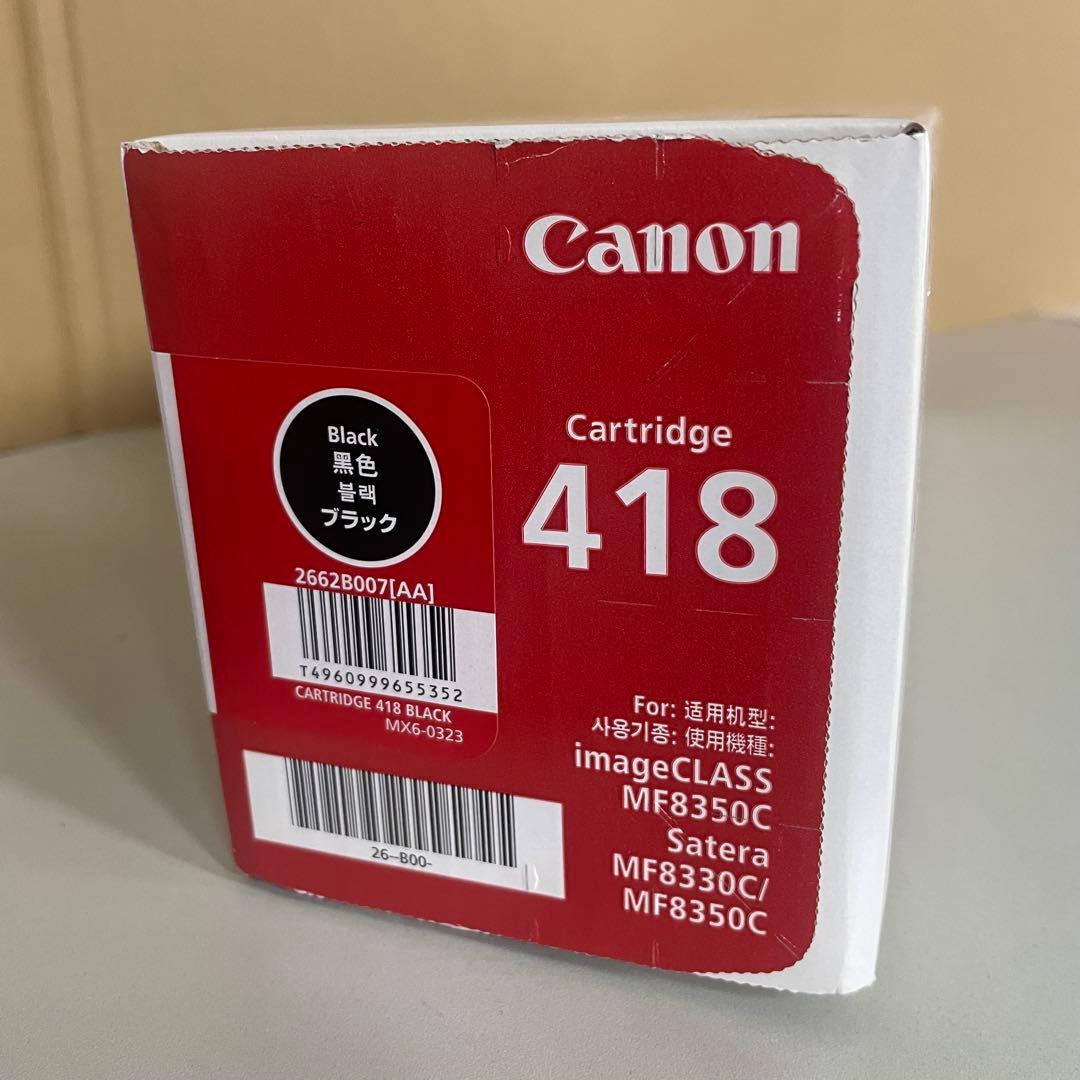 Canon
Cartridge
418
Black
黑色
블랙
ブラック
2662B007[AA]
T4960999655352
CARTRIDGE 418 BLACK
MX6-0323
26--B00-
For: 适用机型:
사용기종: 使用機種:
imageCLASS
MF8350C
Satera
MF8330C/
MF8350C